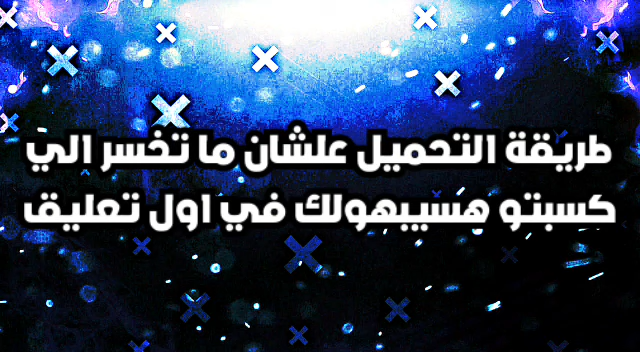 طريقة التحميل علشان ما تخسر الي
كسبتو هسيبهولك في اول تعليق